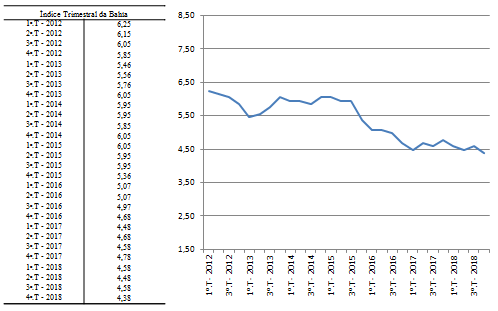 Índice Trimestral da Bahia
1º.T - 2012 6,25
2º.T - 2012 6,15
3º.T - 2012 6,05
4º.T - 2012 5,85
1º.T - 2013 5,46
2º.T - 2013 5,56
3º.T - 2013 5,76
4º.T - 2013 6,05
1º.T - 2014 5,95
2º.T - 2014 5,95
3º.T - 2014 5,85
4º.T - 2014 6,05
1º.T - 2015 6,05
2º.T - 2015 5,95
3º.T - 2015 5,95
4º.T - 2015 5,36
1º.T - 2016 5,07
2º.T - 2016 5,07
3º.T - 2016 4,97
4º.T - 2016 4,68
1º.T - 2017 4,48
2º.T - 2017 4,68
3º.T - 2017 4,58
4º.T - 2017 4,78
1º.T - 2018 4,58
2º.T - 2018 4,48
3º.T - 2018 4,58
4º.T - 2018 4,38
8,50
7,50
6,50
5,50
4,50
3,50
2,50
1,50
1º.T- 2012
3º.T- 2012
1º.T- 2013
3º.T- 2013
1º.T- 2014
3º.T- 2014
1º.T- 2015
3º.T- 2015
1º.T- 2016
3º.T- 2016
1º.T- 2017
3º.T- 2017
1º.T- 2018
3º.T- 2018